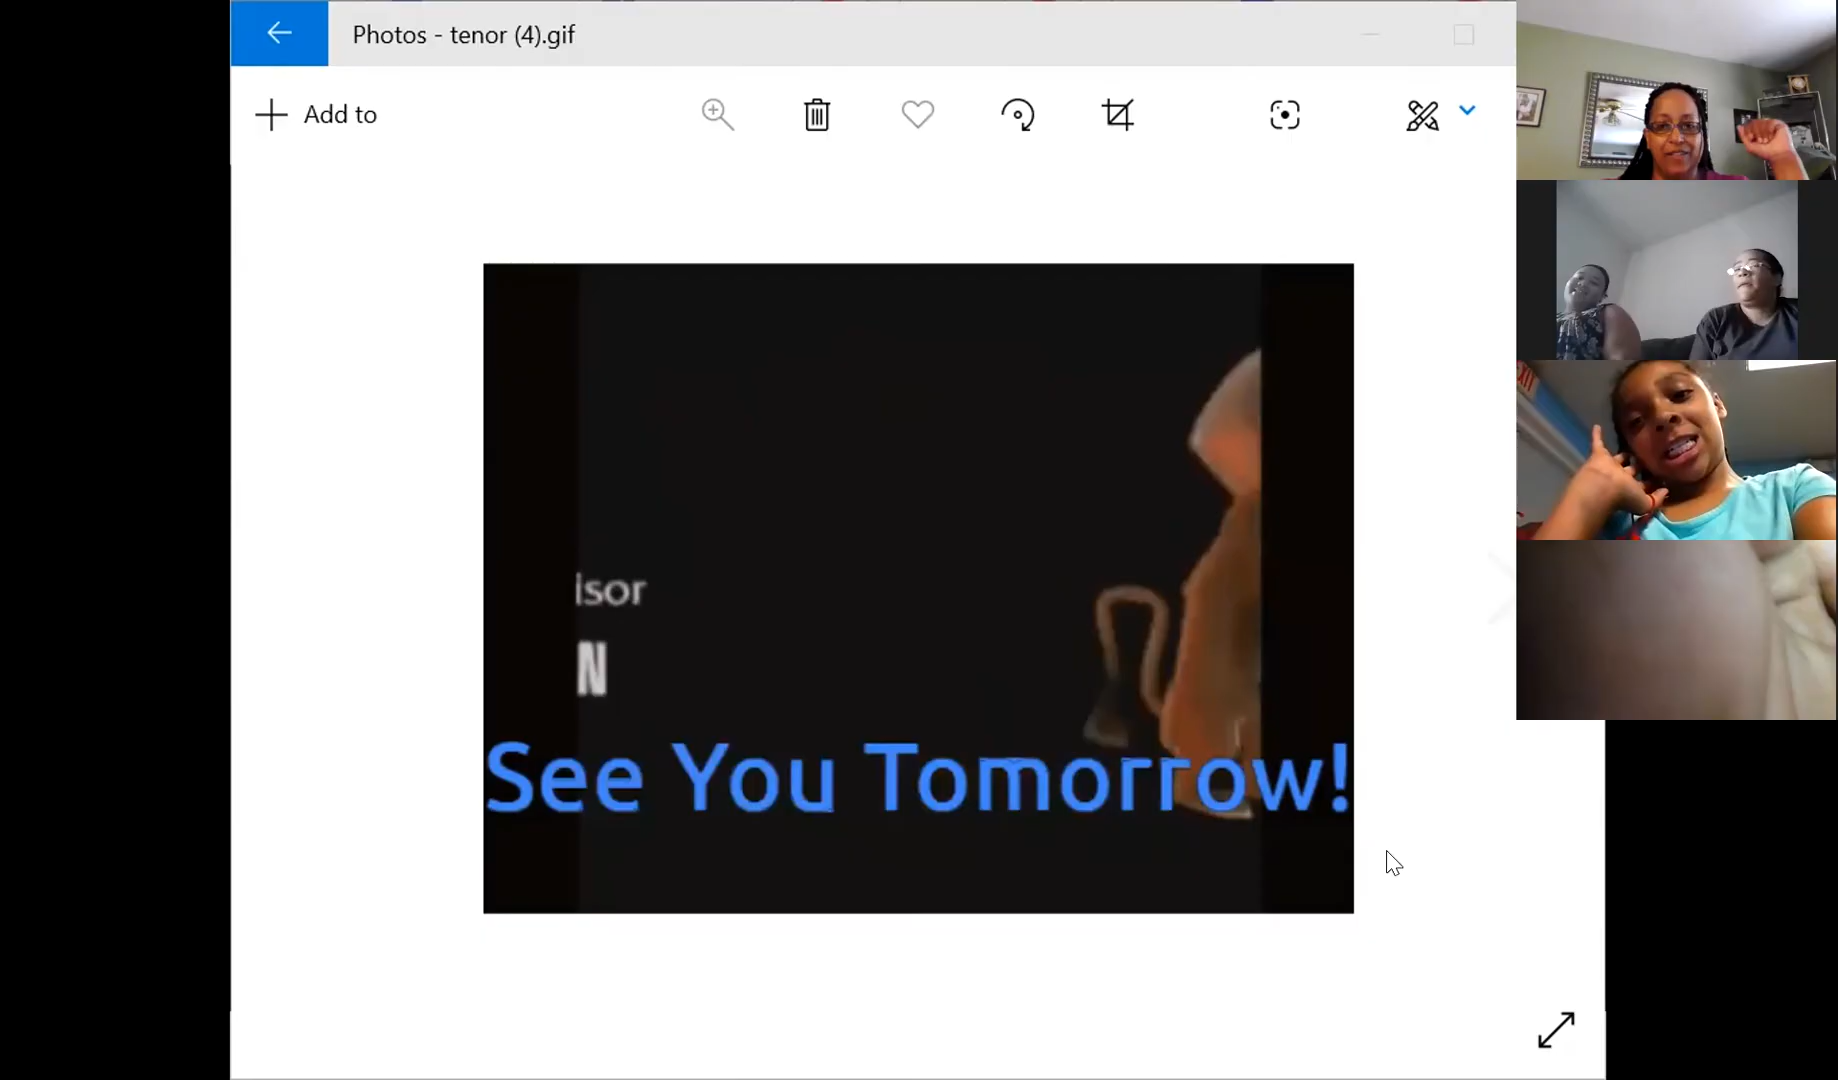 Photos - tenor (4).gif
Add to
isor
N
See You Tomorrow!